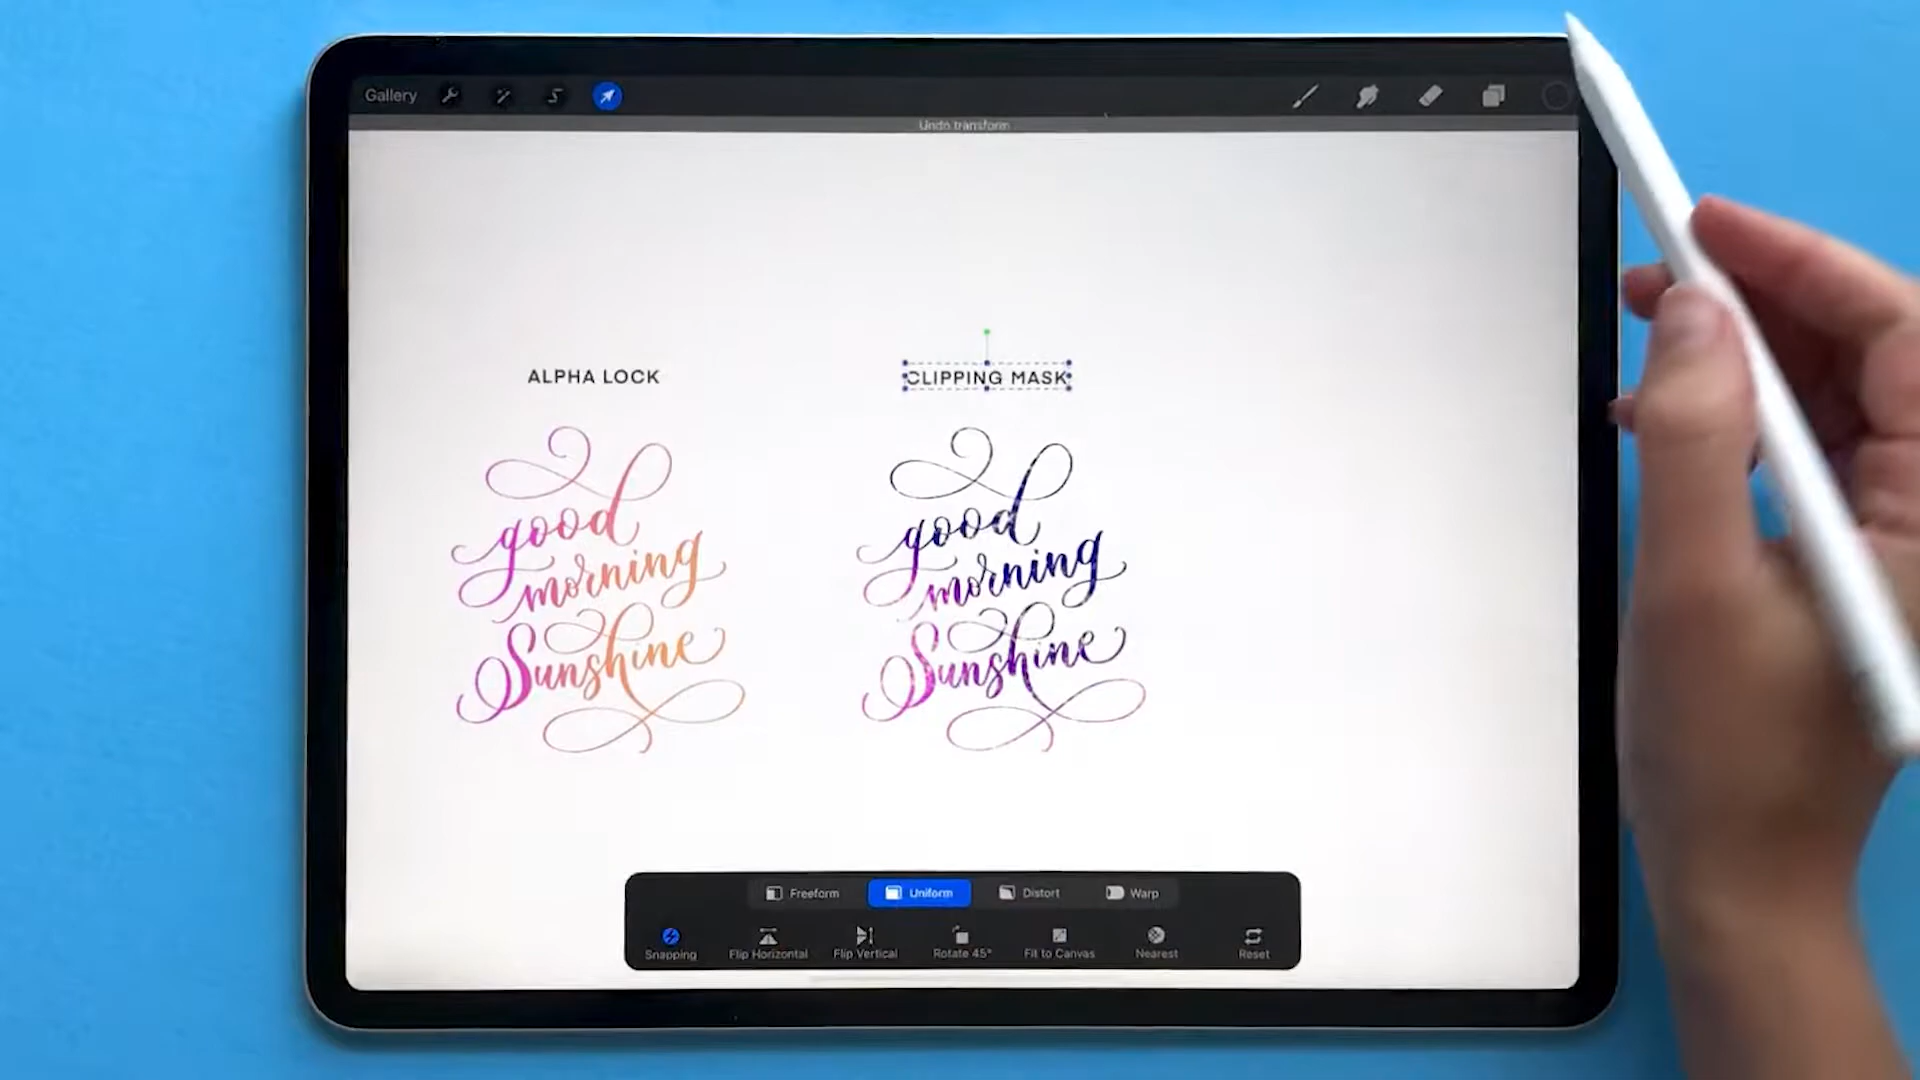 Gallery
Undo transform
ALPHA LOCK
CLIPPING MASK
good
morning
Sunshine
good
morning
Sunshine
Freeform
Uniform
Distort
Warp
Snapping
Flip Horizontal
Flip Vertical
Rotate 45°
Fit to Canvas
Nearest
Reset